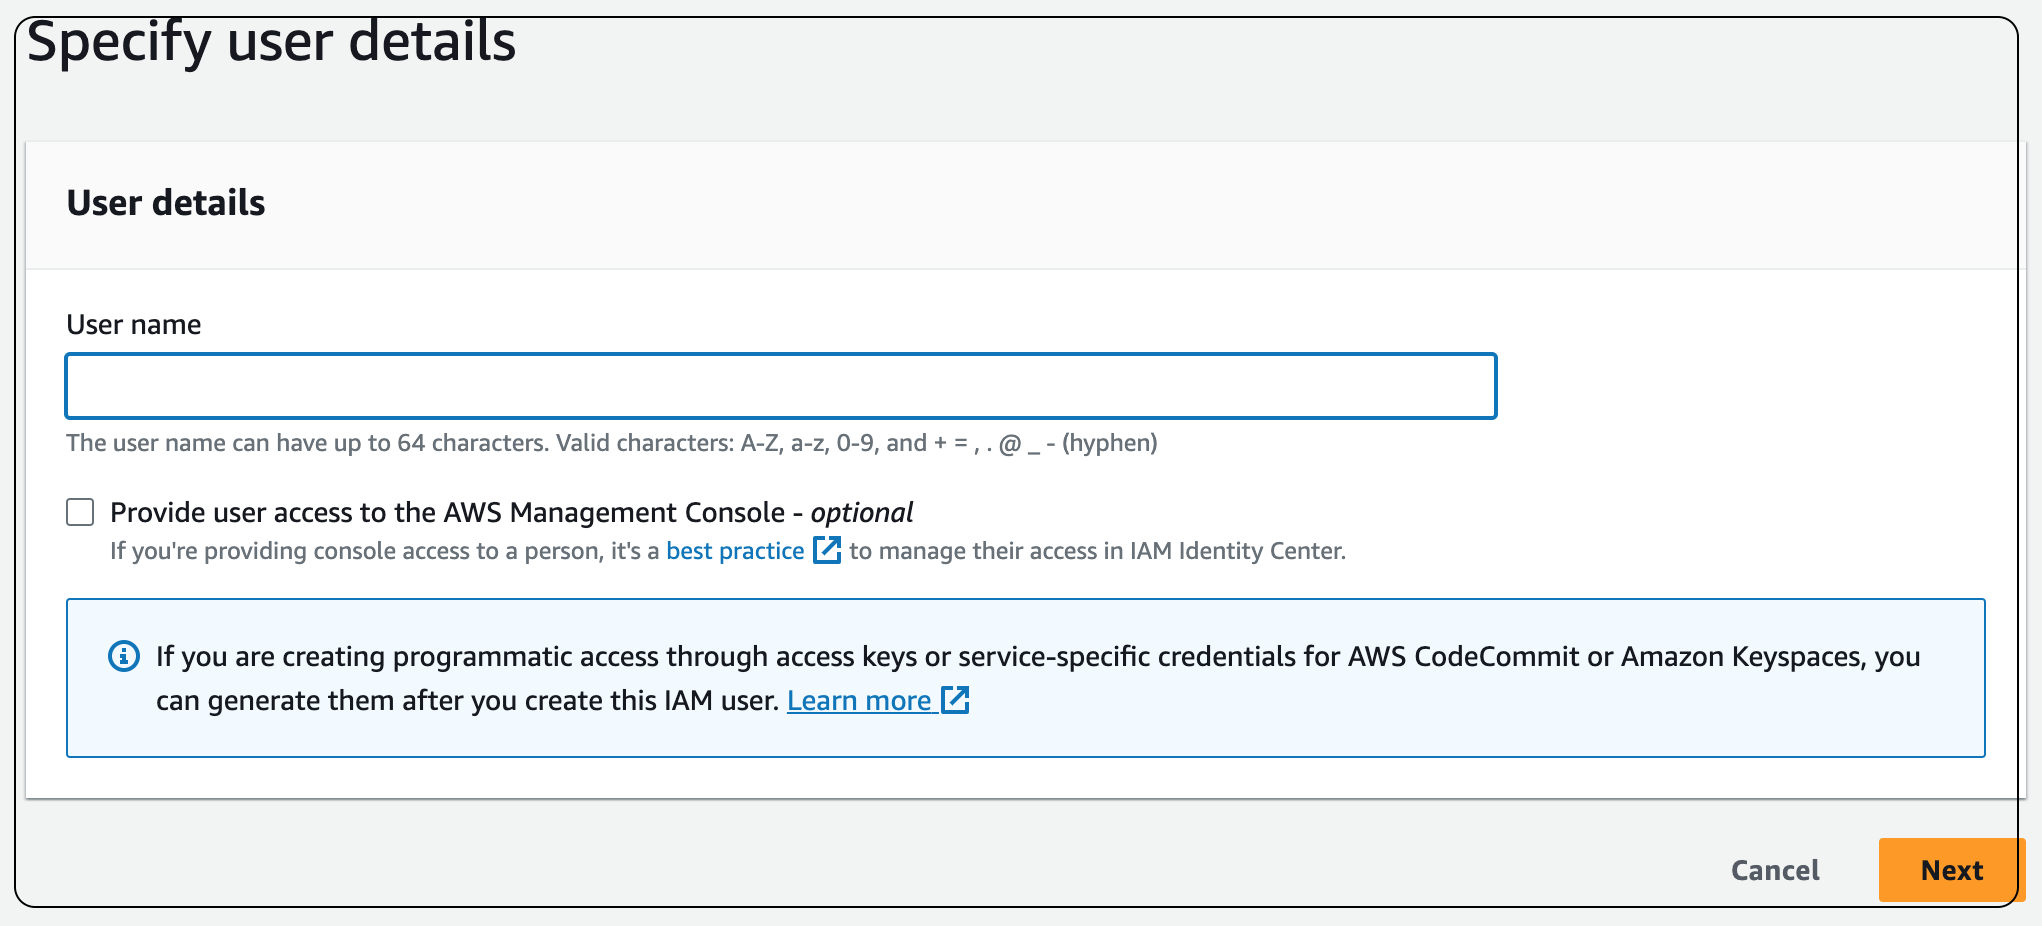 Specify user details
User details
User name
The user name can have up to 64 characters. Valid characters: A-Z, a-z, 0-9, and + = , . @ _ - (hyphen)
Provide user access to the AWS Management Console - optional
If you're providing console access to a person, it's a best practice to manage their access in IAM Identity Center.
If you are creating programmatic access through access keys or service-specific credentials for AWS CodeCommit or Amazon Keyspaces, you
can generate them after you create this IAM user. Learn more
Cancel
Next